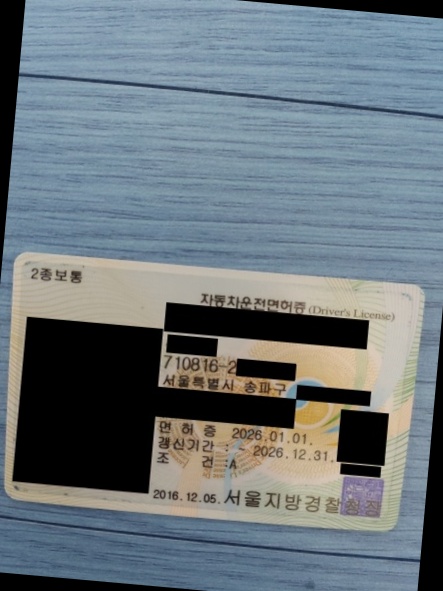 2종보통
자동차운전면허증 (Driver's License)
710816-2
서울특별시 송파구
면 허 증 2026.01.01.
갱신기간 : ~ 2026.12.31.
조 건 :A
2016.12.05. 서울지방경찰청장